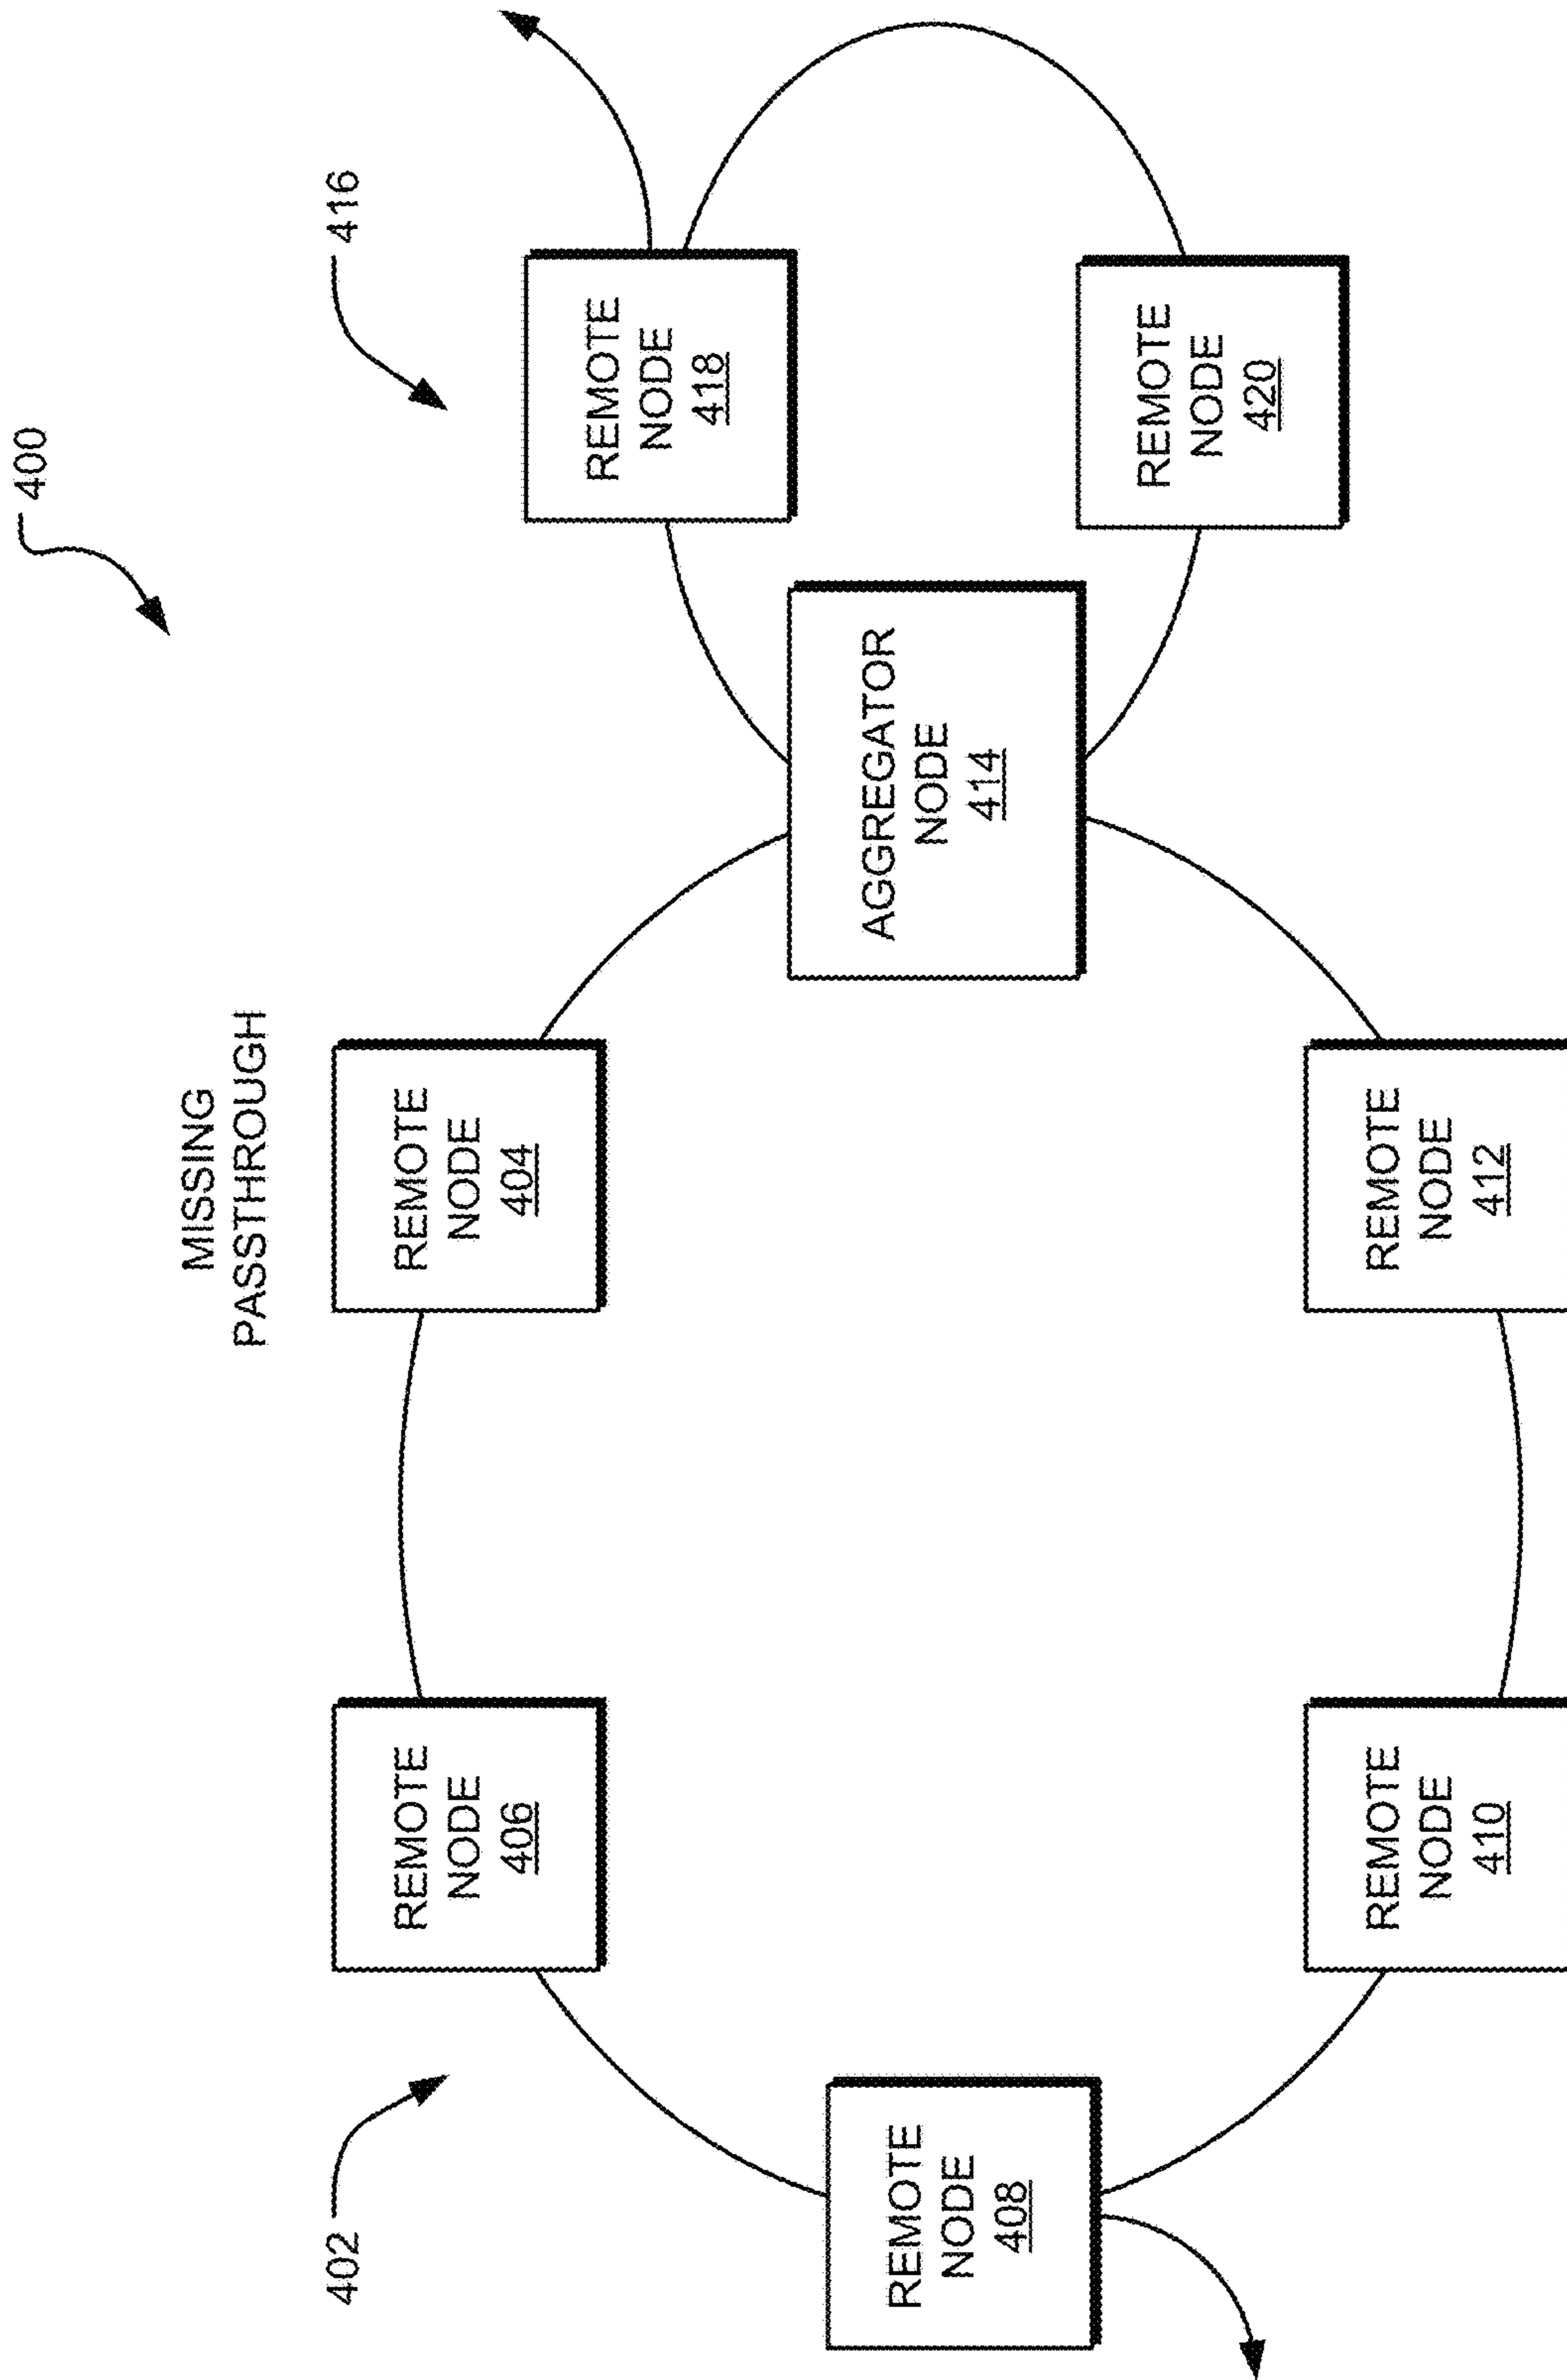 400
MISSING
PASSTHROUGH
402
416
REMOTE
NODE
406
REMOTE
NODE
404
REMOTE
NODE
418
REMOTE
NODE
408
AGGREGATOR
NODE
414
REMOTE
NODE
420
REMOTE
NODE
410
REMOTE
NODE
412